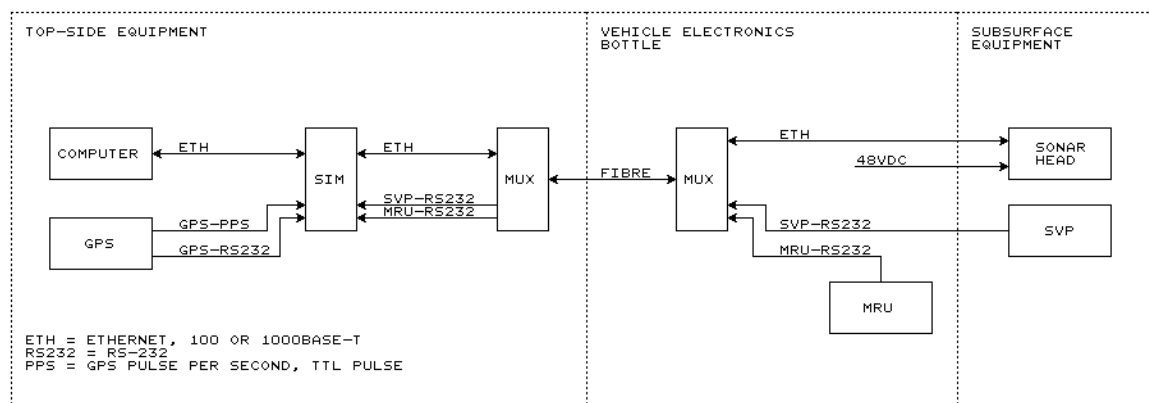 TOP-SIDE EQUIPMENT
VEHICLE ELECTRONICS
BOTTLE
SUBSURFACE
EQUIPMENT
COMPUTER
ETH
SIM
ETH
MUX
SVP-RS232
MRU-RS232
GPS
GPS-PPS
GPS-RS232
FIBRE
MUX
ETH
48VDC
SONAR
HEAD
SVP-RS232
SVP
MRU-RS232
MRU
ETH = ETHERNET, 100 OR 1000BASE-T
RS232 = RS-232
PPS = GPS PULSE PER SECOND, TTL PULSE